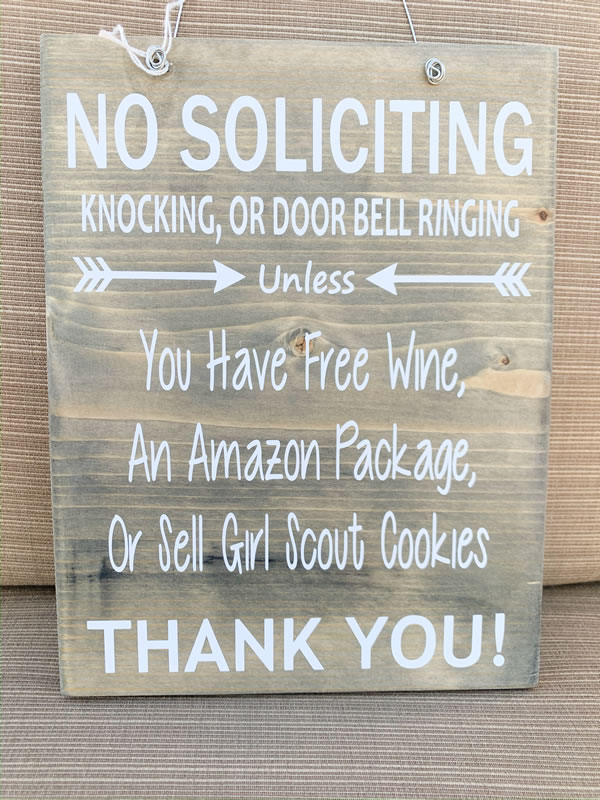 NO SOLICITING
KNOCKING, OR DOOR BELL RINGING
Unless
You Have Free Wine,
An Amazon Package,
Or Sell Girl Scout Cookies
THANK YOU!